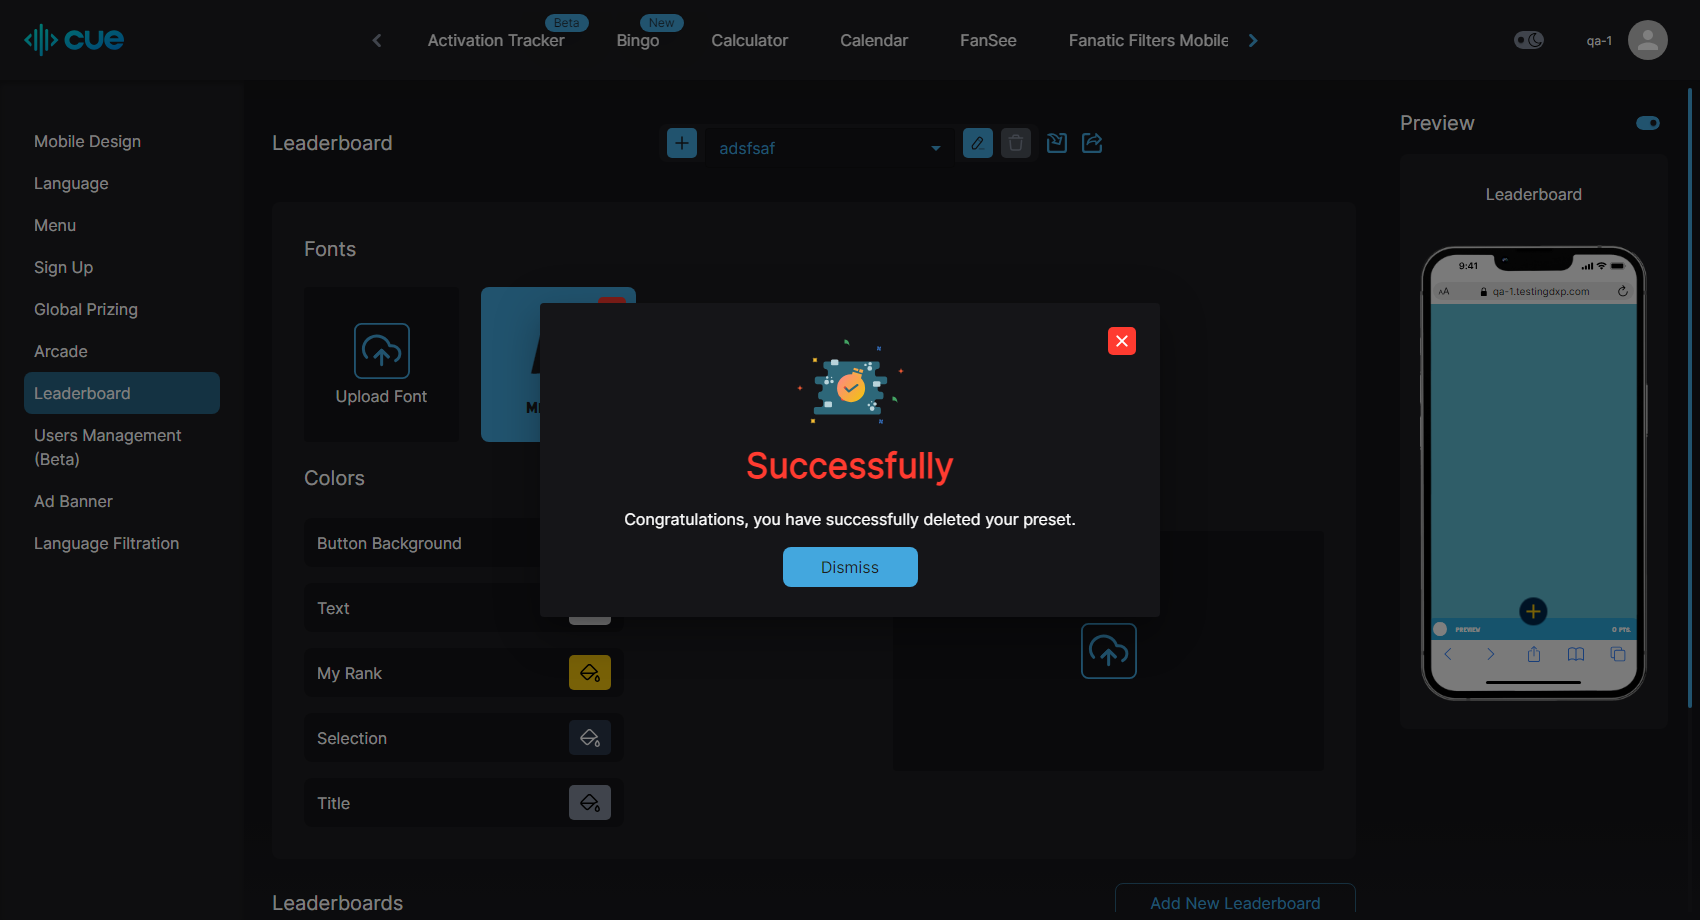 cue
Activation Tracker
Beta
Bingo
New
Calculator
Calendar
FanSee
Fanatic Filters Mobile
qa-1
Mobile Design
Language
Menu
Sign Up
Global Prizing
Arcade
Leaderboard
Users Management
(Beta)
Ad Banner
Language Filtration
Leaderboard
adsfsaf
Fonts
Upload Font
Colors
Button Background
Text
My Rank
Selection
Title
Successfully
Congratulations, you have successfully deleted your preset.
Dismiss
Leaderboards
Add New Leaderboard
Preview
Leaderboard
9:41
AA
qa-1.testingdxp.com
PREVIEW
0 PTS.